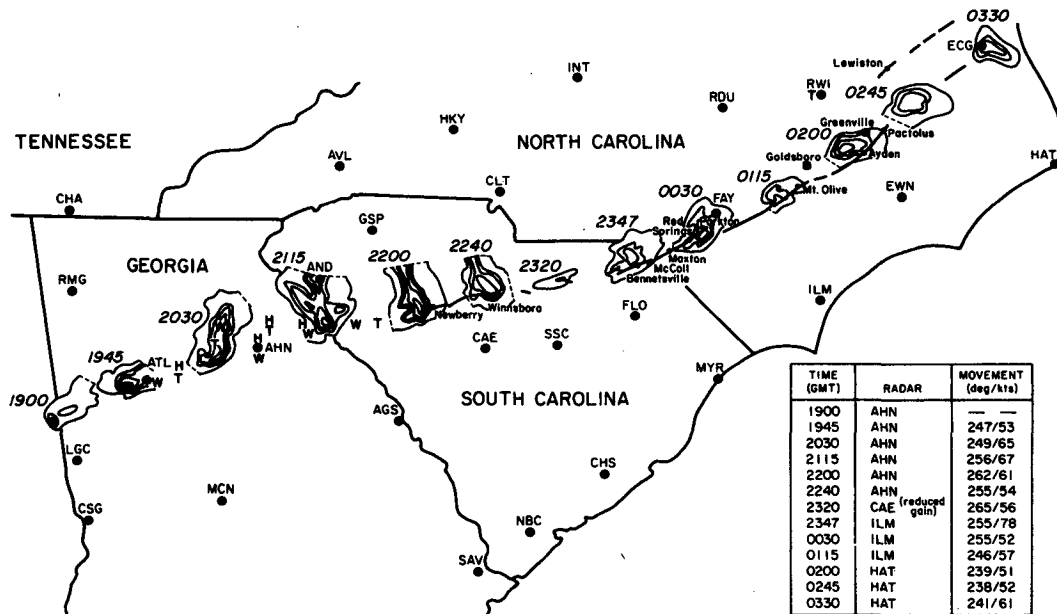 0330
ECG
Lewiston
INT
RWI
T
0245
RDU
Greenville
Pactolus
HKY
NORTH CAROLINA
0200
TENNESSEE
Ayden
Goldsboro
AVL
HAT
0115
CLT
Mt. Olive
EWN
CHA
0030
FAY
GSP
Red
Springs
2347
Maxton
McColl
Bennetsville
GEORGIA
2115
AND
2200
2240
2320
RMG
ILM
Winnsboro
Newberry
FLO
2030
H
T
H
W
W
T
T
H
W
AHN
CAE
SSC
1945
ATL
H
T
W
MYR
1900
SOUTH CAROLINA
AGS
LGC
CHS
MCN
CSG
NBC
SAV
TIME (GMT) RADAR MOVEMENT (deg/kts)
1900 AHN — —
1945 AHN 247/53
2030 AHN 249/65
2115 AHN 256/67
2200 AHN 262/61
2240 AHN 255/54
2320 CAE (reduced gain) 265/56
2347 ILM 255/78
0030 ILM 255/52
0115 ILM 246/57
0200 HAT 239/51
0245 HAT 238/52
0330 HAT 241/61